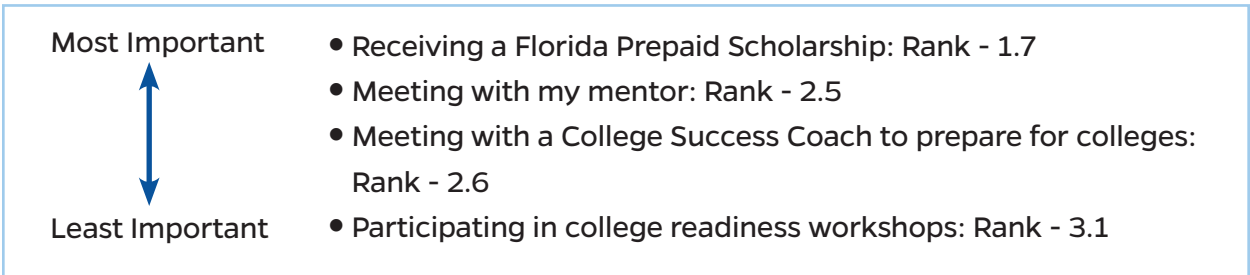 Most Important
• Receiving a Florida Prepaid Scholarship: Rank - 1.7
• Meeting with my mentor: Rank - 2.5
• Meeting with a College Success Coach to prepare for colleges:
Rank - 2.6
Least Important
• Participating in college readiness workshops: Rank - 3.1